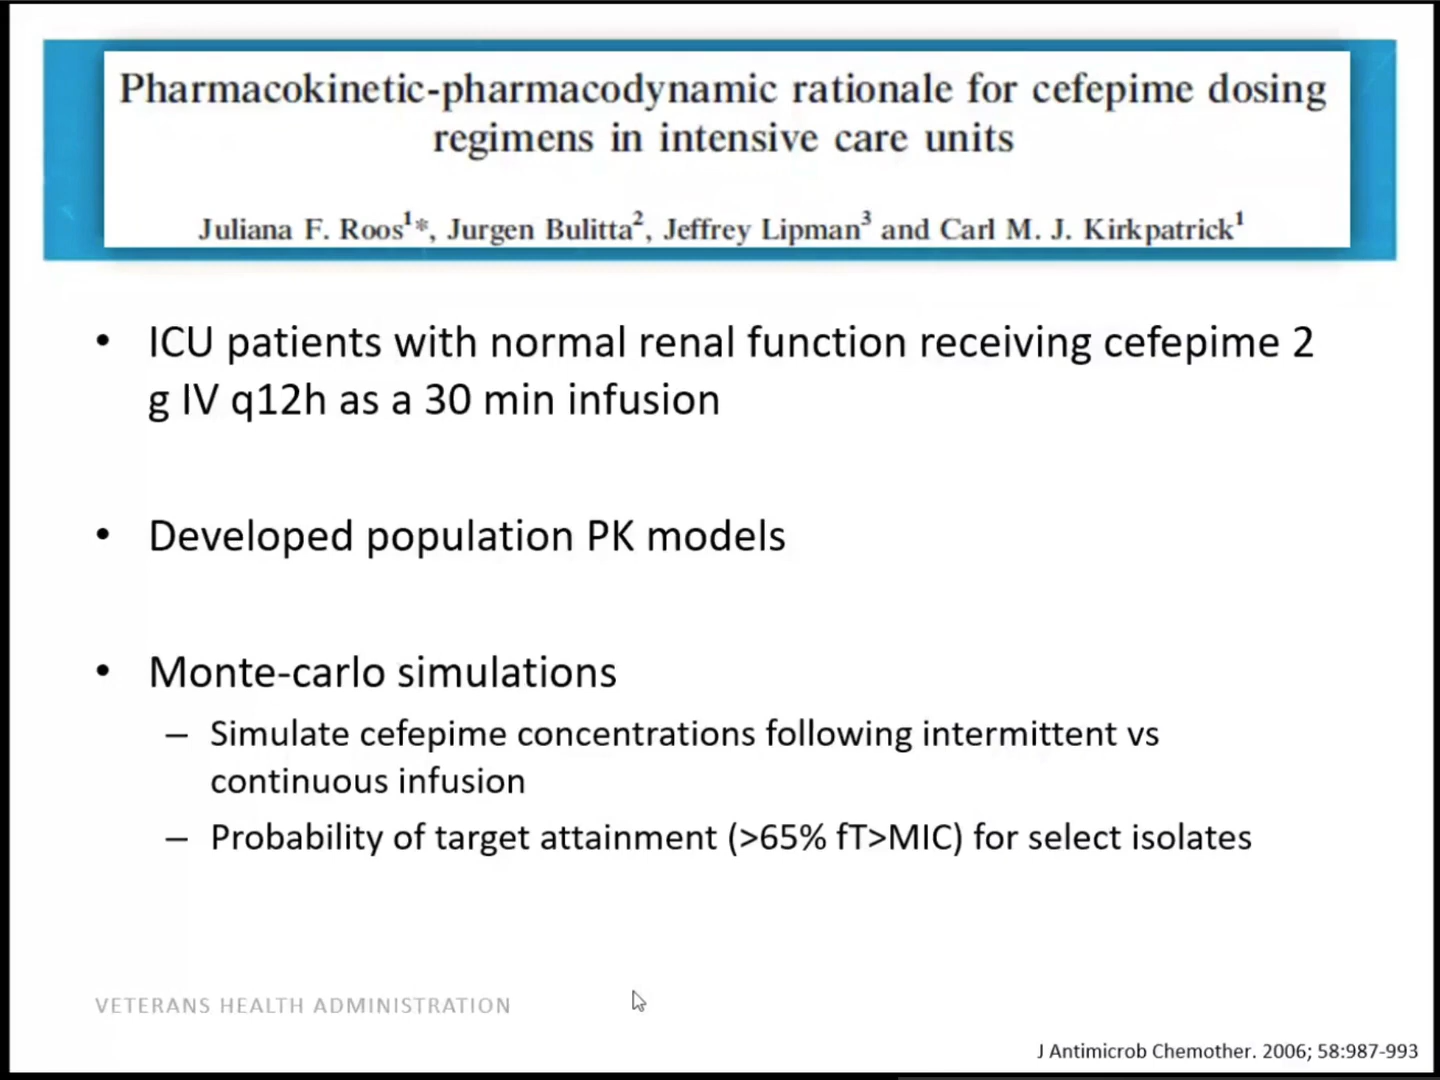 Pharmacokinetic-pharmacodynamic rationale for cefepime dosing
regimens in intensive care units
Juliana F. Roos¹*, Jurgen Bulitta², Jeffrey Lipman³ and Carl M. J. Kirkpatrick¹
• ICU patients with normal renal function receiving cefepime 2
g IV q12h as a 30 min infusion
• Developed population PK models
• Monte-carlo simulations
– Simulate cefepime concentrations following intermittent vs
continuous infusion
– Probability of target attainment (>65% fT>MIC) for select isolates
VETERANS HEALTH ADMINISTRATION
J Antimicrob Chemother. 2006; 58:987-993